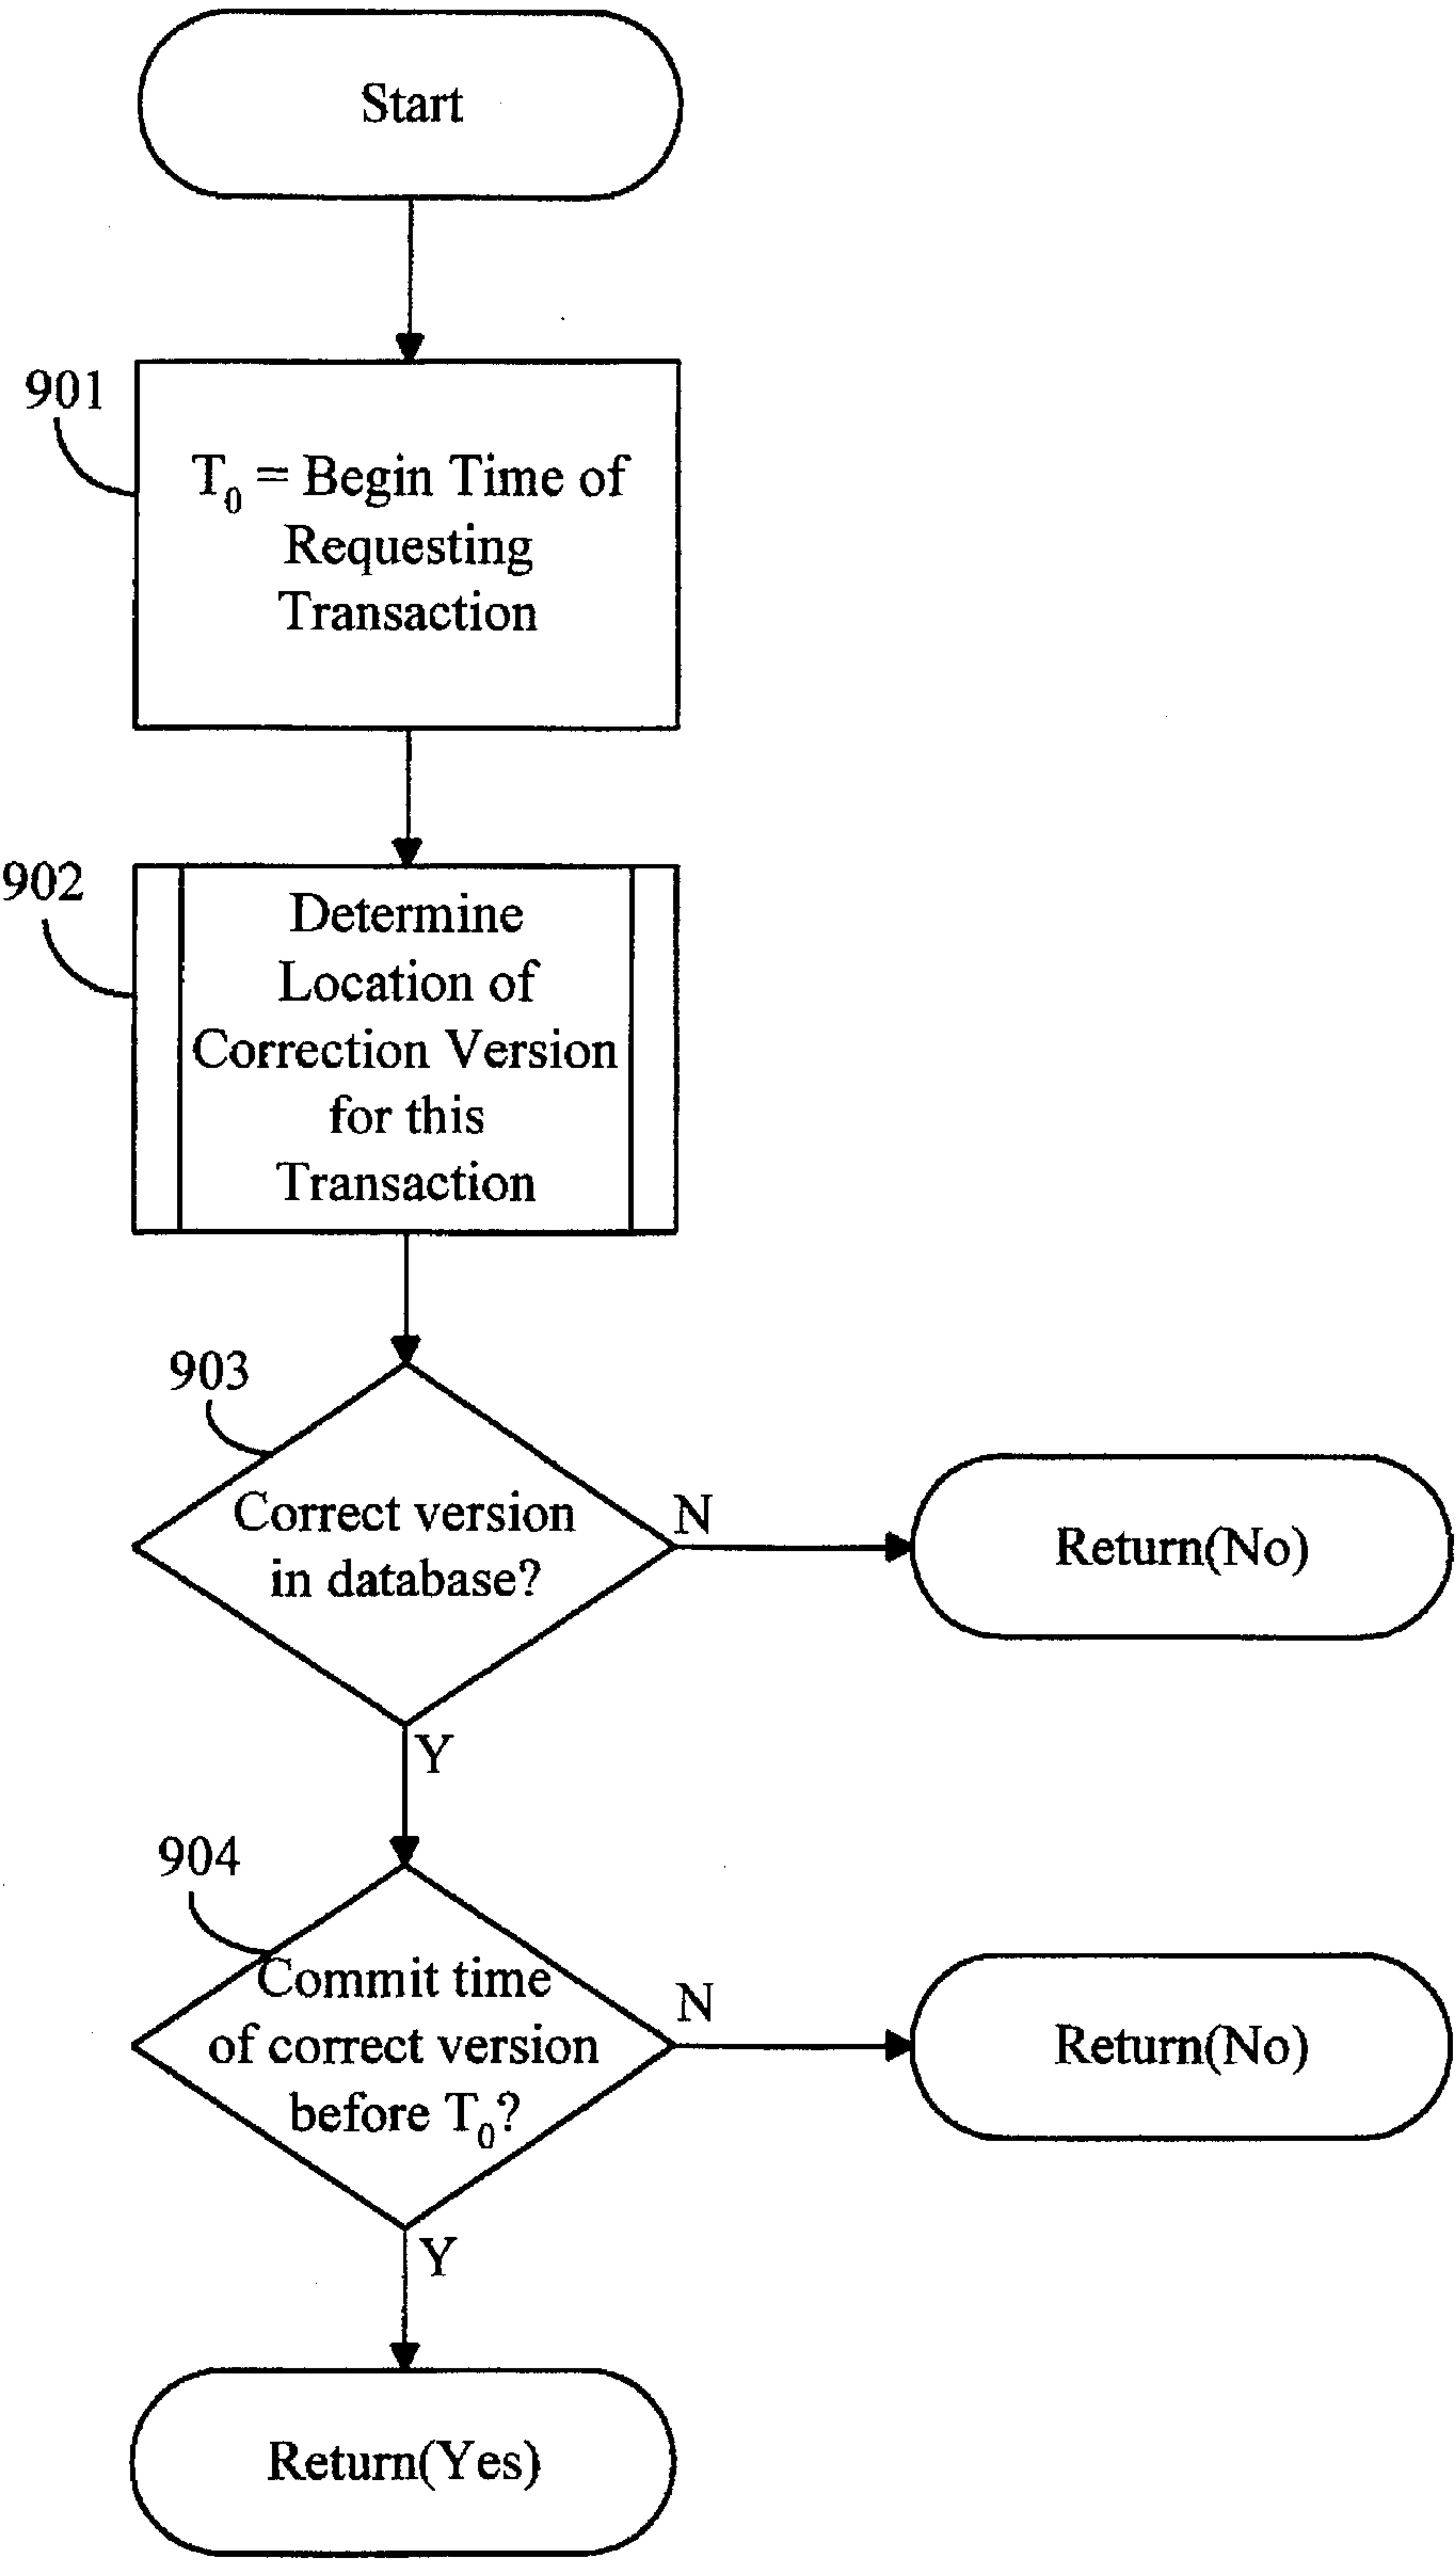 Start
901
T₀ = Begin Time of
Requesting
Transaction
902
Determine
Location of
Correction Version
for this
Transaction
903
Correct version
in database?
N
Return(No)
Y
904
Commit time
of correct version
before T₀?
N
Return(No)
Y
Return(Yes)